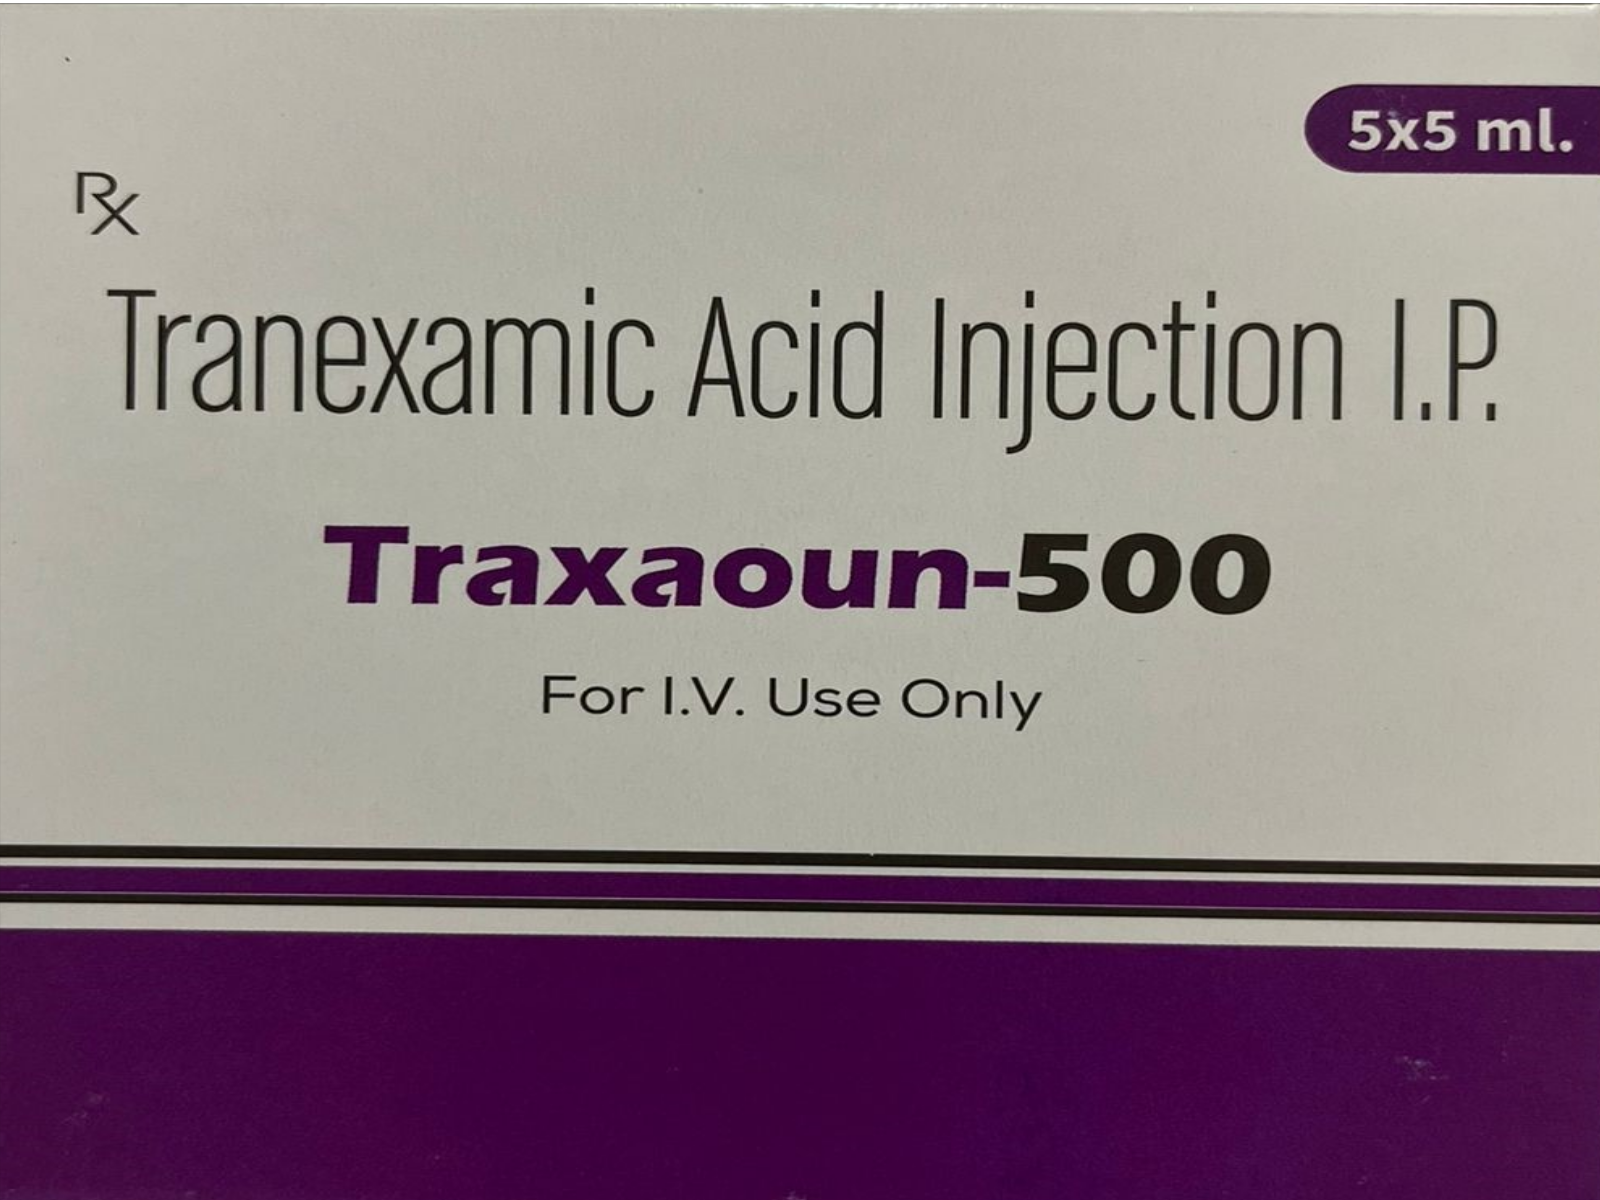 5x5 ml.
Rx
Tranexamic Acid Injection I.P.
Traxaoun-500
For I.V. Use Only